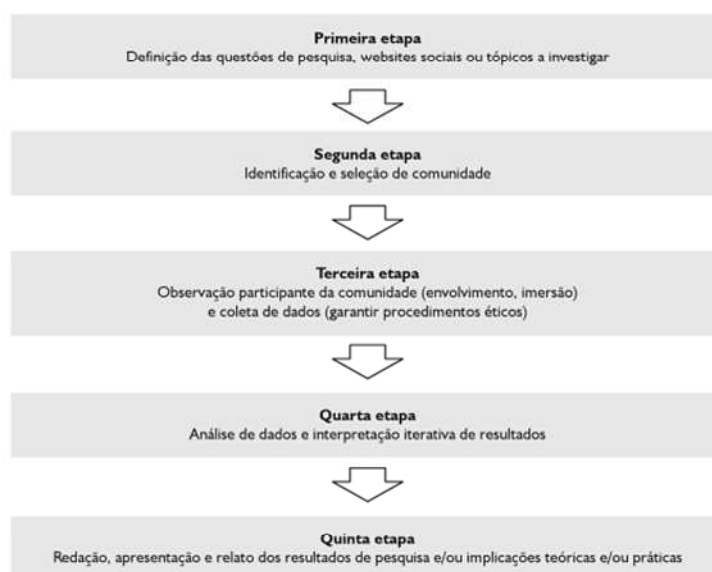 Primeira etapa
Definição das questões de pesquisa, websites sociais ou tópicos a investigar
Segunda etapa
Identificação e seleção de comunidade
Terceira etapa
Observação participante da comunidade (envolvimento, imersão)
e coleta de dados (garantir procedimentos éticos)
Quarta etapa
Análise de dados e interpretação iterativa de resultados
Quinta etapa
Redação, apresentação e relato dos resultados de pesquisa e/ou implicações teóricas e/ou práticas